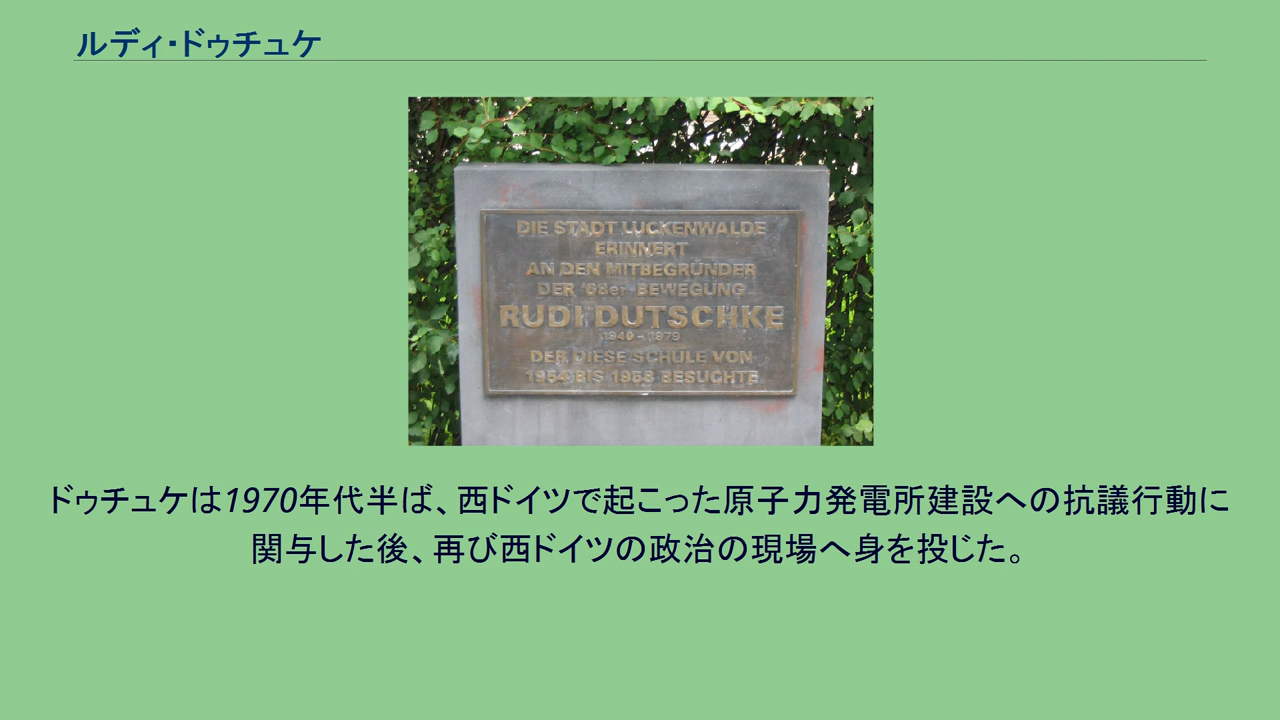 ルディ・ドゥチュケ
DIE STADT LUCKENWALDE
ERINNERT
AN DEN MITBEGRÜNDER
DER '68er-BEWEGUNG
RUDI DUTSCHKE
1940 - 1979
DER DIESE SCHULE VON
1954 BIS 1958 BESUCHTE
ドゥチュケは1970年代半ば、西ドイツで起こった原子力発電所建設への抗議行動に
関与した後、再び西ドイツの政治の現場へ身を投じた。